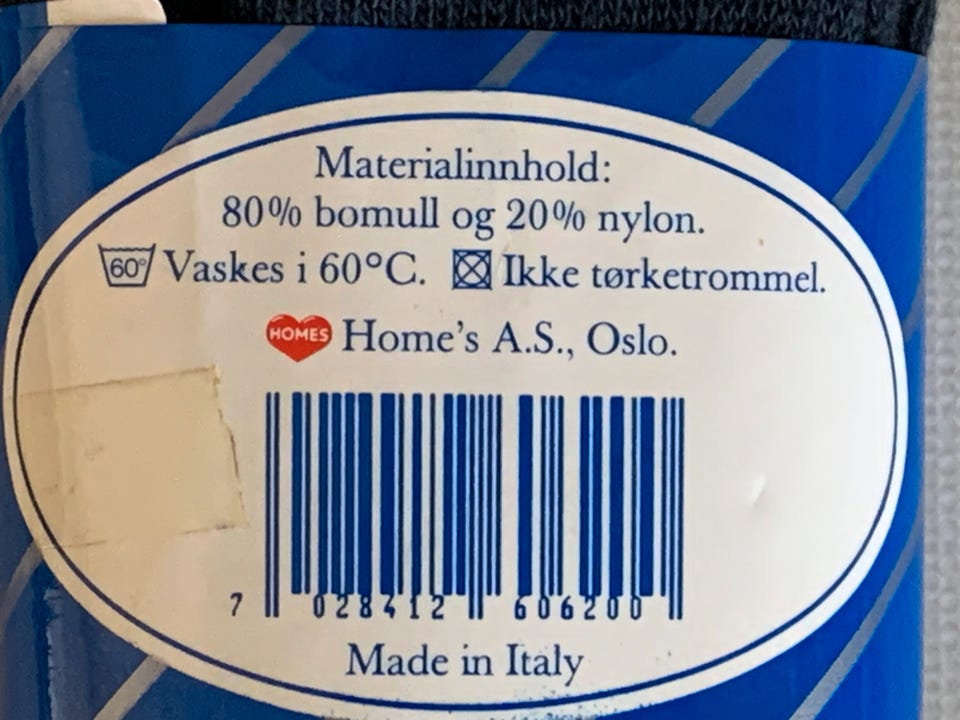 Materialinnhold:
80% bomull og 20% nylon.
60° Vaskes i 60°C. Ikke tørketrommel.
HOMES Home's A.S., Oslo.
7 028412 606200
Made in Italy